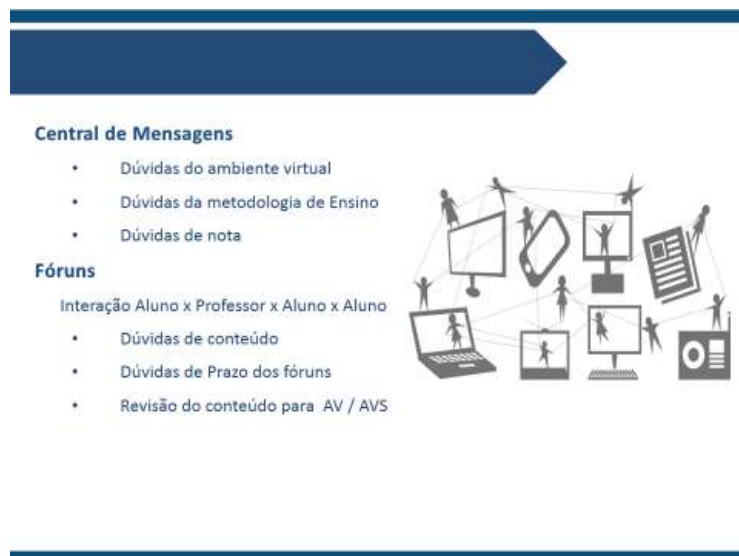 Central de Mensagens
• Dúvidas do ambiente virtual
• Dúvidas da metodologia de Ensino
• Dúvidas de nota
Fóruns
Interação Aluno x Professor x Aluno x Aluno
• Dúvidas de conteúdo
• Dúvidas de Prazo dos fóruns
• Revisão do conteúdo para AV / AVS